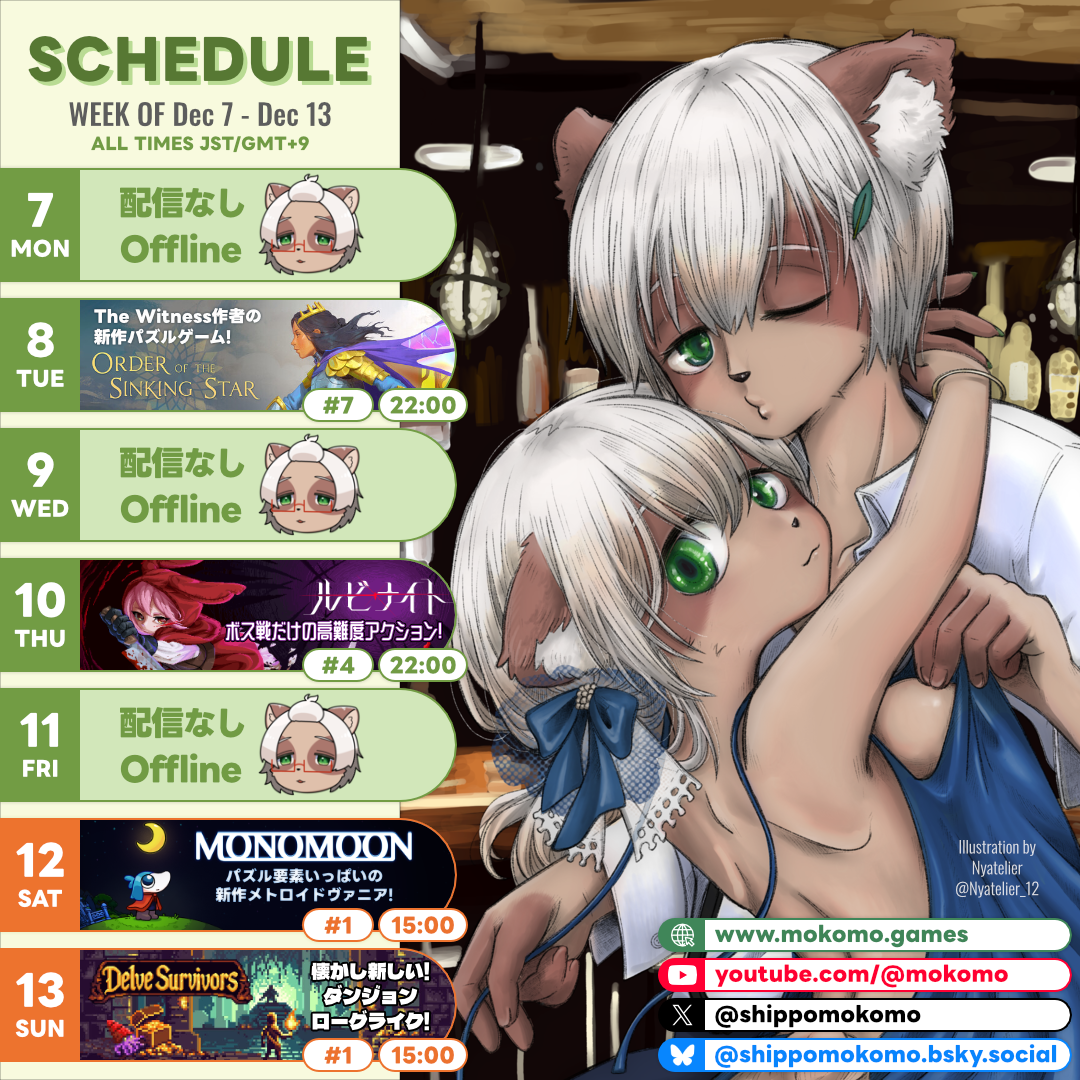 SCHEDULE
WEEK OF Dec 7 - Dec 13
ALL TIMES JST/GMT+9
7
MON
配信なし
Offline
8
TUE
The Witness作者の
新作パズルゲーム!
ORDER OF THE
SINKING STAR
#7
22:00
9
WED
配信なし
Offline
10
THU
ルビナイト
ボス戦だけの高難度アクション!
#4
22:00
11
FRI
配信なし
Offline
12
SAT
MONOMOON
パズル要素いっぱいの
新作メトロイドヴァニア!
#1
15:00
13
SUN
Delve Survivors
懐かし新しい!
ダンジョン
ローグライク!
#1
15:00
Illustration by
Nyatelier
@Nyatelier_12
www.mokomo.games
youtube.com/@mokomo
@shippomokomo
@shippomokomo.bsky.social